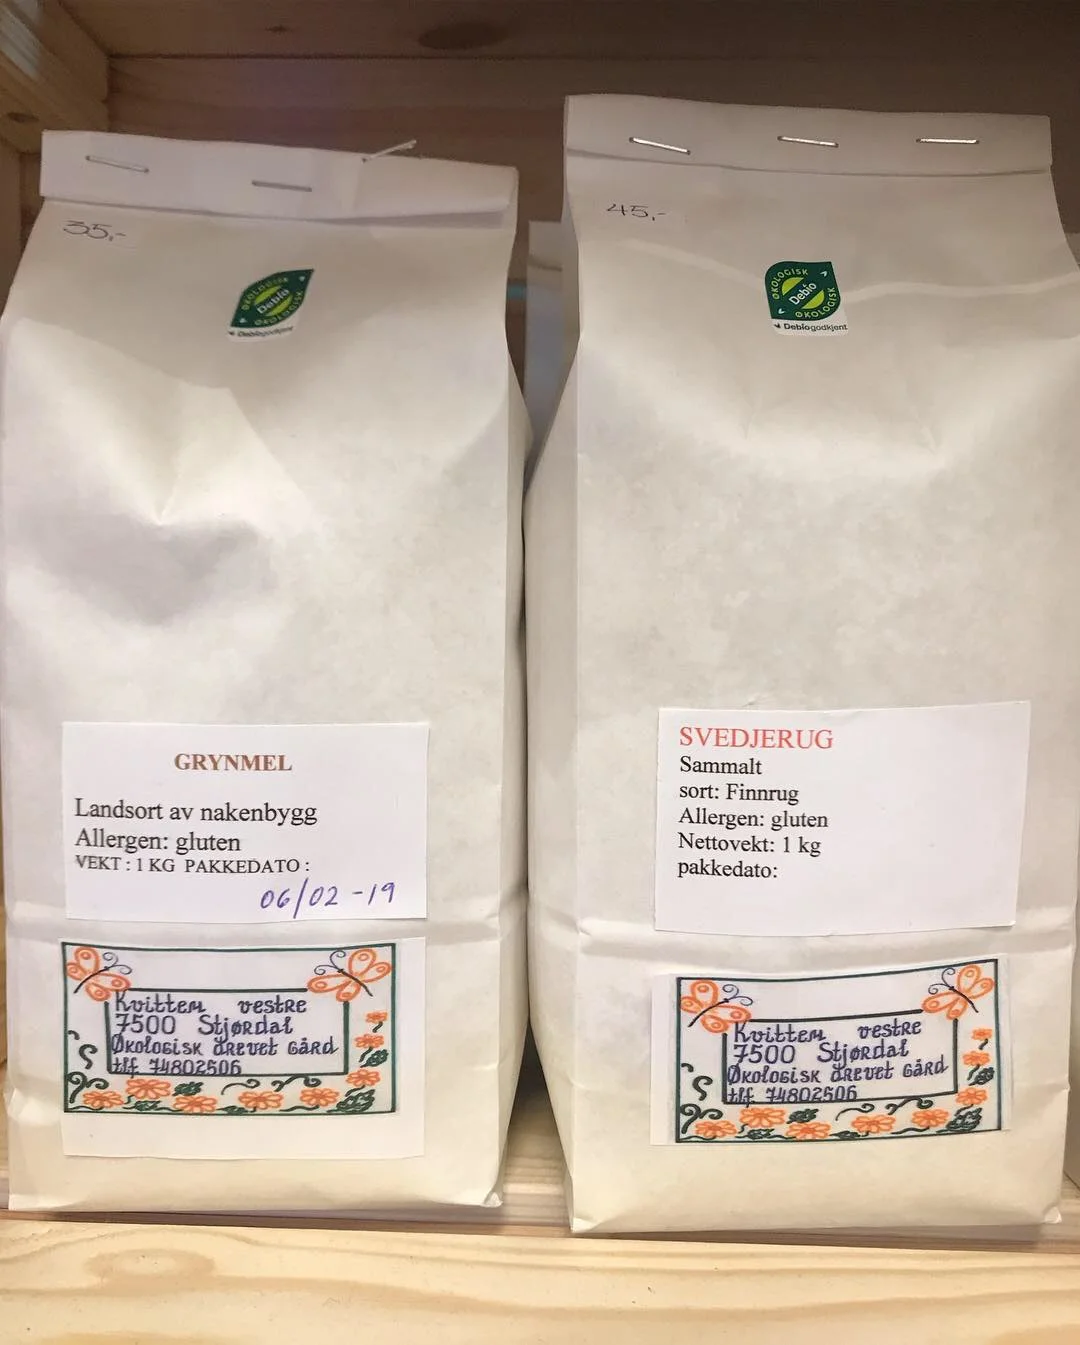 35,-
ØKOLOGISK
Debio
ØKOLOGISK
Debiogodkjent
GRYNMEL
Landsort av nakenbygg
Allergen: gluten
VEKT : 1 KG PAKKEDATO :
06/02 -19
Kvittem vestre
7500 Stjørdal
Økologisk drevet gård
tlf 74802506
45,-
ØKOLOGISK
Debio
ØKOLOGISK
Debiogodkjent
SVEDJERUG
Sammalt
sort: Finnrug
Allergen: gluten
Nettovekt: 1 kg
pakkedato:
Kvittem vestre
7500 Stjørdal
Økologisk drevet gård
tlf 74802506